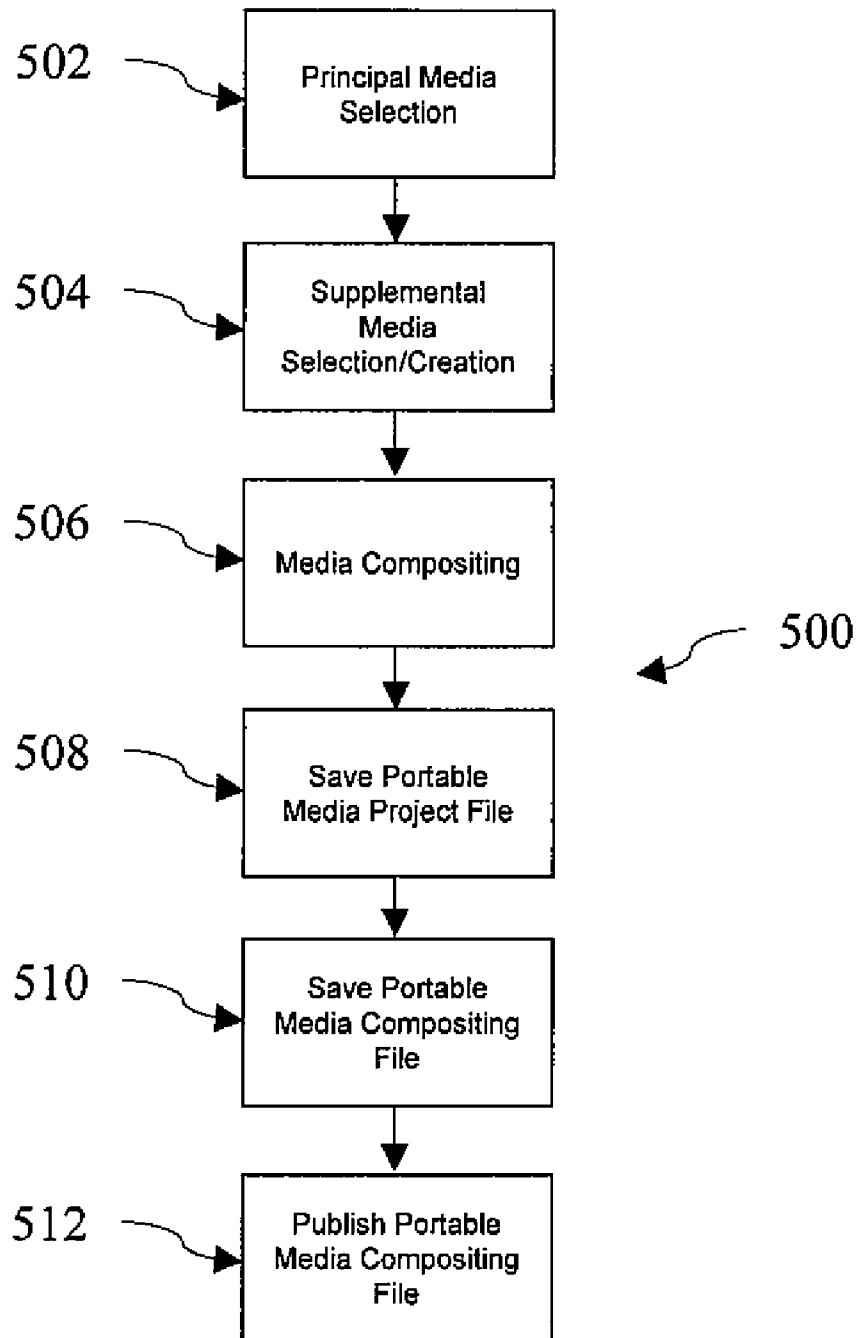 502
Principal Media
Selection
504
Supplemental
Media
Selection/Creation
506
Media Compositing
500
508
Save Portable
Media Project File
510
Save Portable
Media Compositing
File
512
Publish Portable
Media Compositing
File